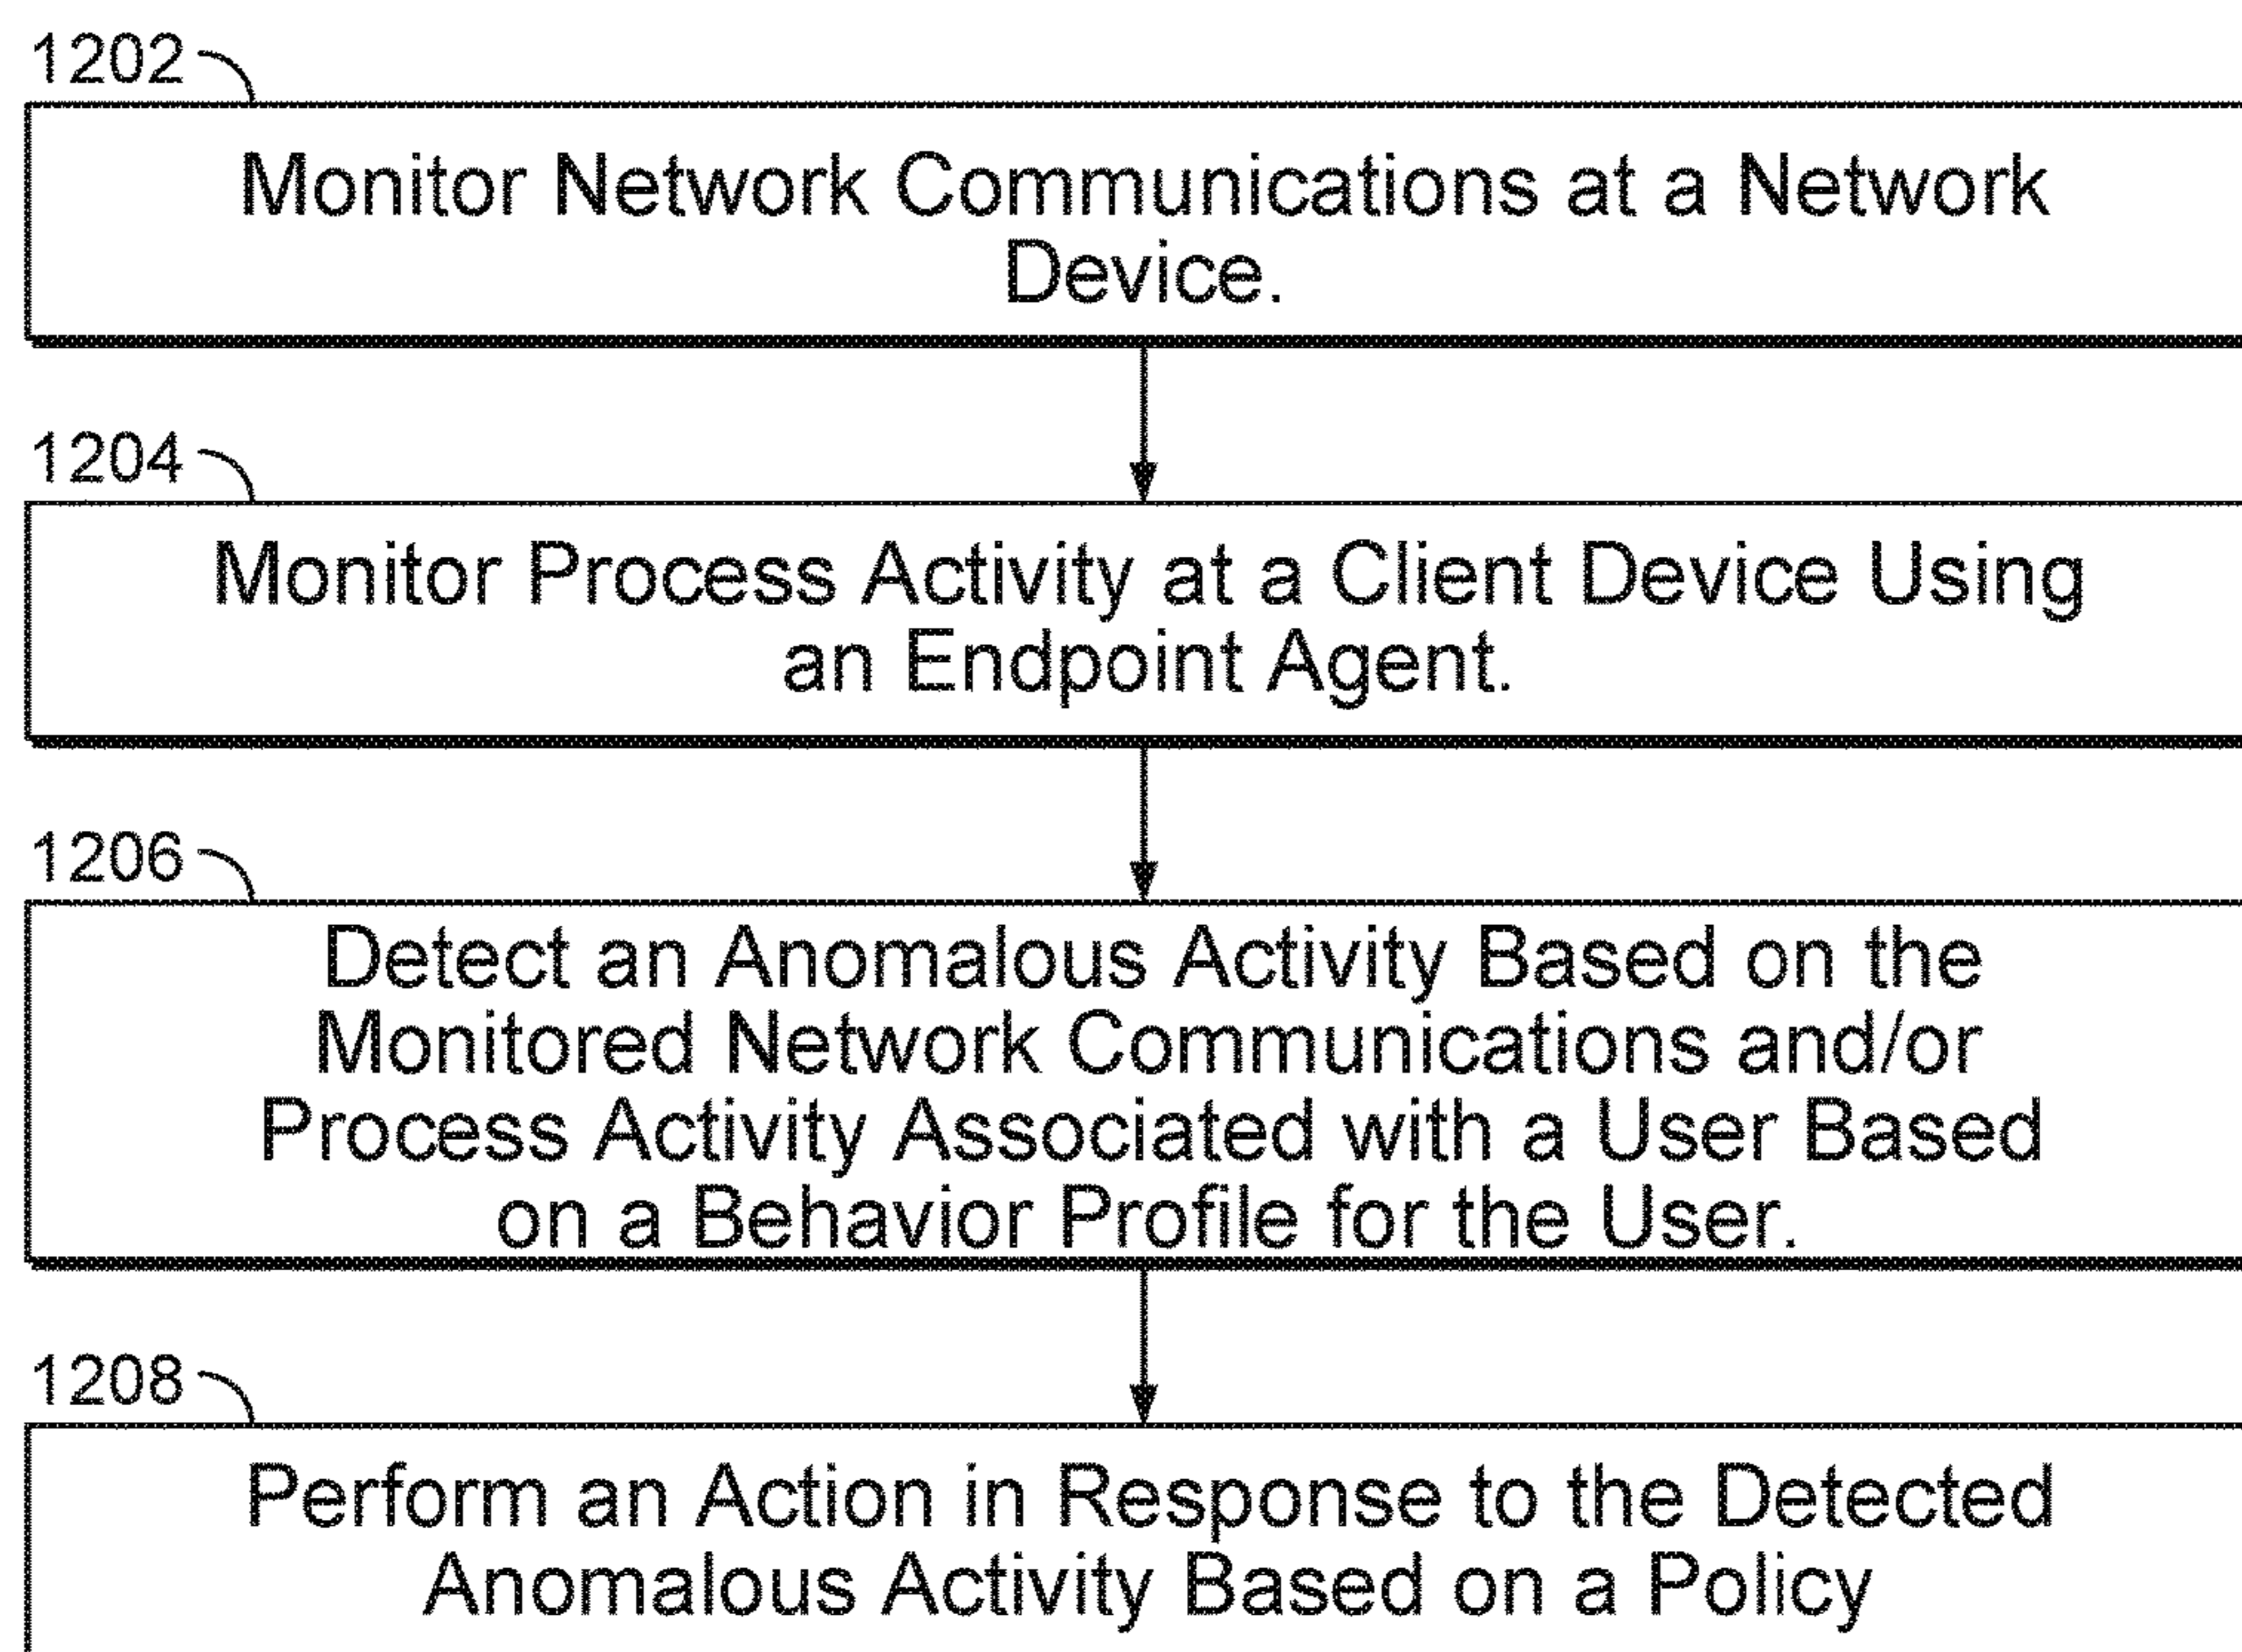 1202
Monitor Network Communications at a Network
Device.
1204
Monitor Process Activity at a Client Device Using
an Endpoint Agent.
1206
Detect an Anomalous Activity Based on the
Monitored Network Communications and/or
Process Activity Associated with a User Based
on a Behavior Profile for the User.
1208
Perform an Action in Response to the Detected
Anomalous Activity Based on a Policy